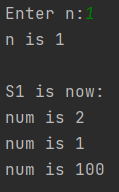 Enter n:1
n is 1

S1 is now:
num is 2
num is 1
num is 100